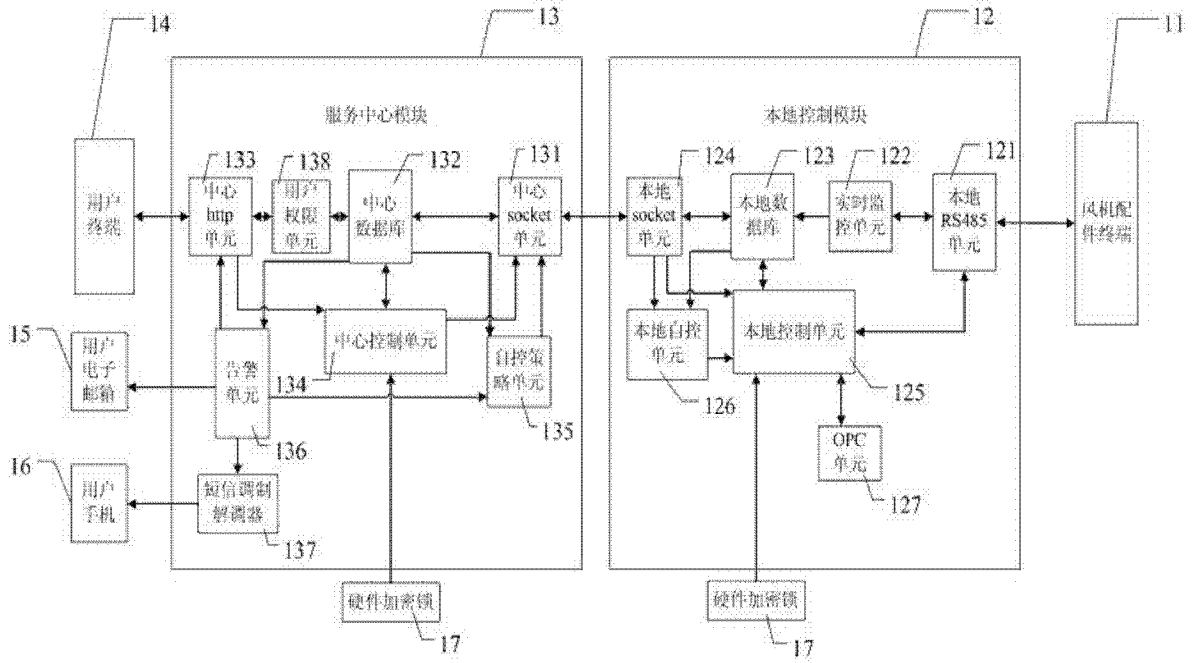 14
13
12
11
服务中心模块
本地控制模块
133
138
132
131
124
123
122
121
用户
终端
中心
http
单元
用户
权限
单元
中心
数据库
中心
socket
单元
本地
socket
单元
本地数
据库
实时监
控单元
本地
RS485
单元
风机配
件终端
15
用户
电子
邮箱
告警
单元
136
134
中心控制单元
自控策
略单元
135
本地自控
单元
126
本地控制单元
125
16
用户
手机
短信调制
解调器
137
OPC
单元
127
硬件加密锁
17
硬件加密锁
17